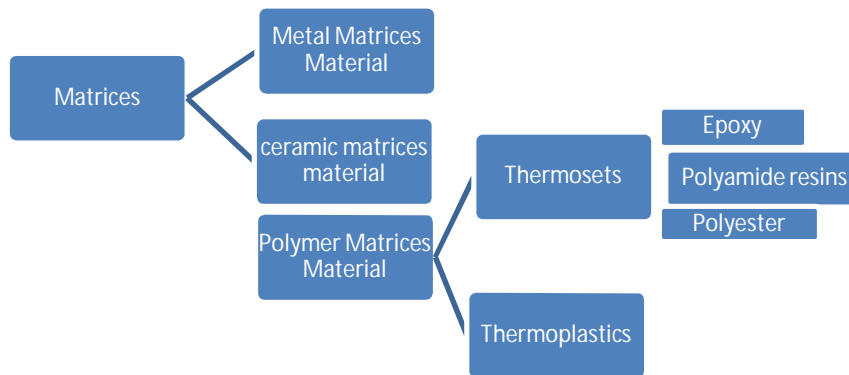 Matrices
Metal Matrices
Material
ceramic matrices
material
Polymer Matrices
Material
Thermosets
Thermoplastics
Epoxy
Polyamide resins
Polyester